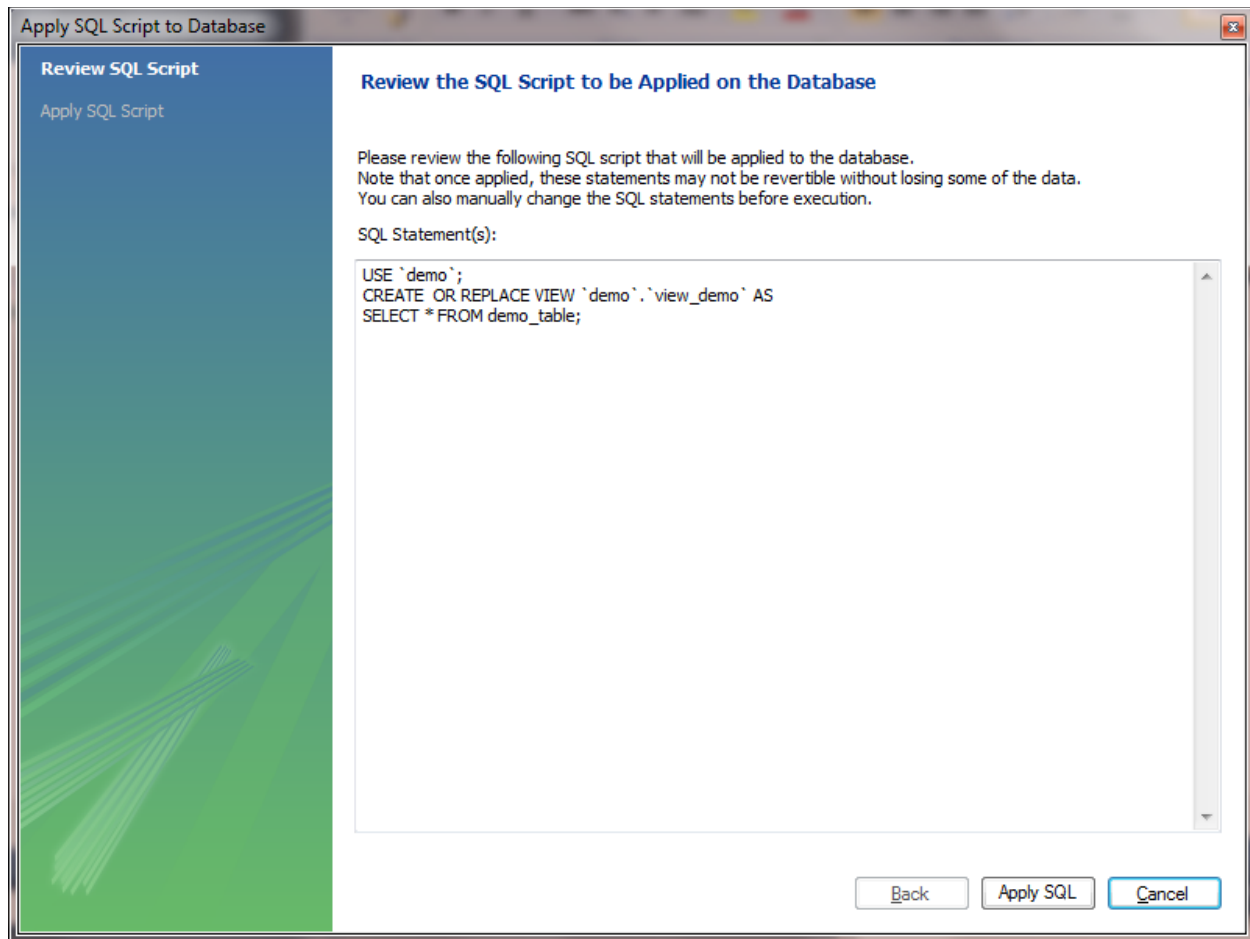 Apply SQL Script to Database
Review SQL Script
Apply SQL Script
Review the SQL Script to be Applied on the Database
Please review the following SQL script that will be applied to the database.
Note that once applied, these statements may not be revertible without losing some of the data.
You can also manually change the SQL statements before execution.
SQL Statement(s):
USE `demo`;
CREATE  OR REPLACE VIEW `demo`.`view_demo` AS
SELECT * FROM demo_table;
Back
Apply SQL
Cancel